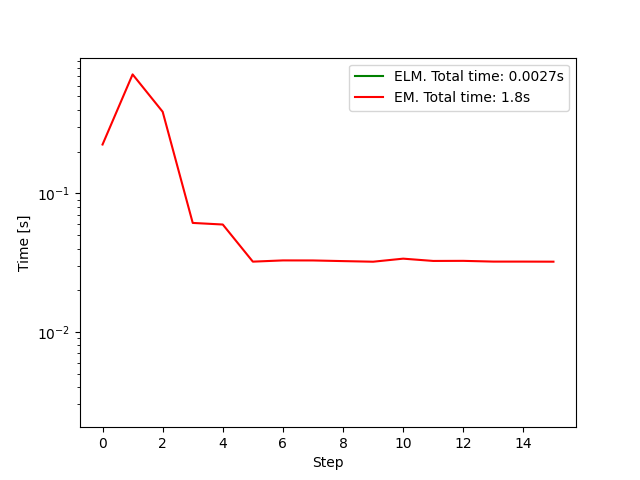 ELM. Total time: 0.0027s
EM. Total time: 1.8s
10⁻¹
10⁻²
Time [s]
0 2 4 6 8 10 12 14
Step